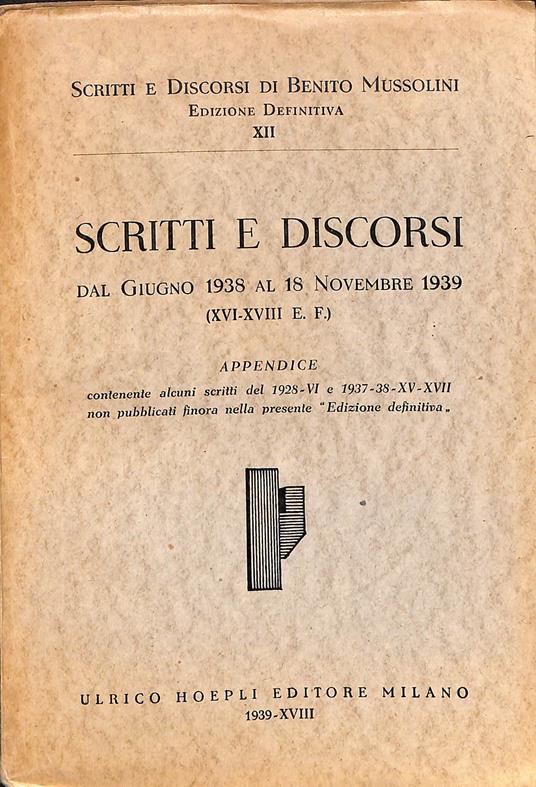 SCRITTI E DISCORSI DI BENITO MUSSOLINI
EDIZIONE DEFINITIVA
XII
SCRITTI E DISCORSI
DAL GIUGNO 1938 AL 18 NOVEMBRE 1939
(XVI-XVIII E. F.)
APPENDICE
contenente alcuni scritti del 1928-VI e 1937-38-XV-XVII
non pubblicati finora nella presente "Edizione definitiva„
ULRICO HOEPLI EDITORE MILANO
1939-XVIII